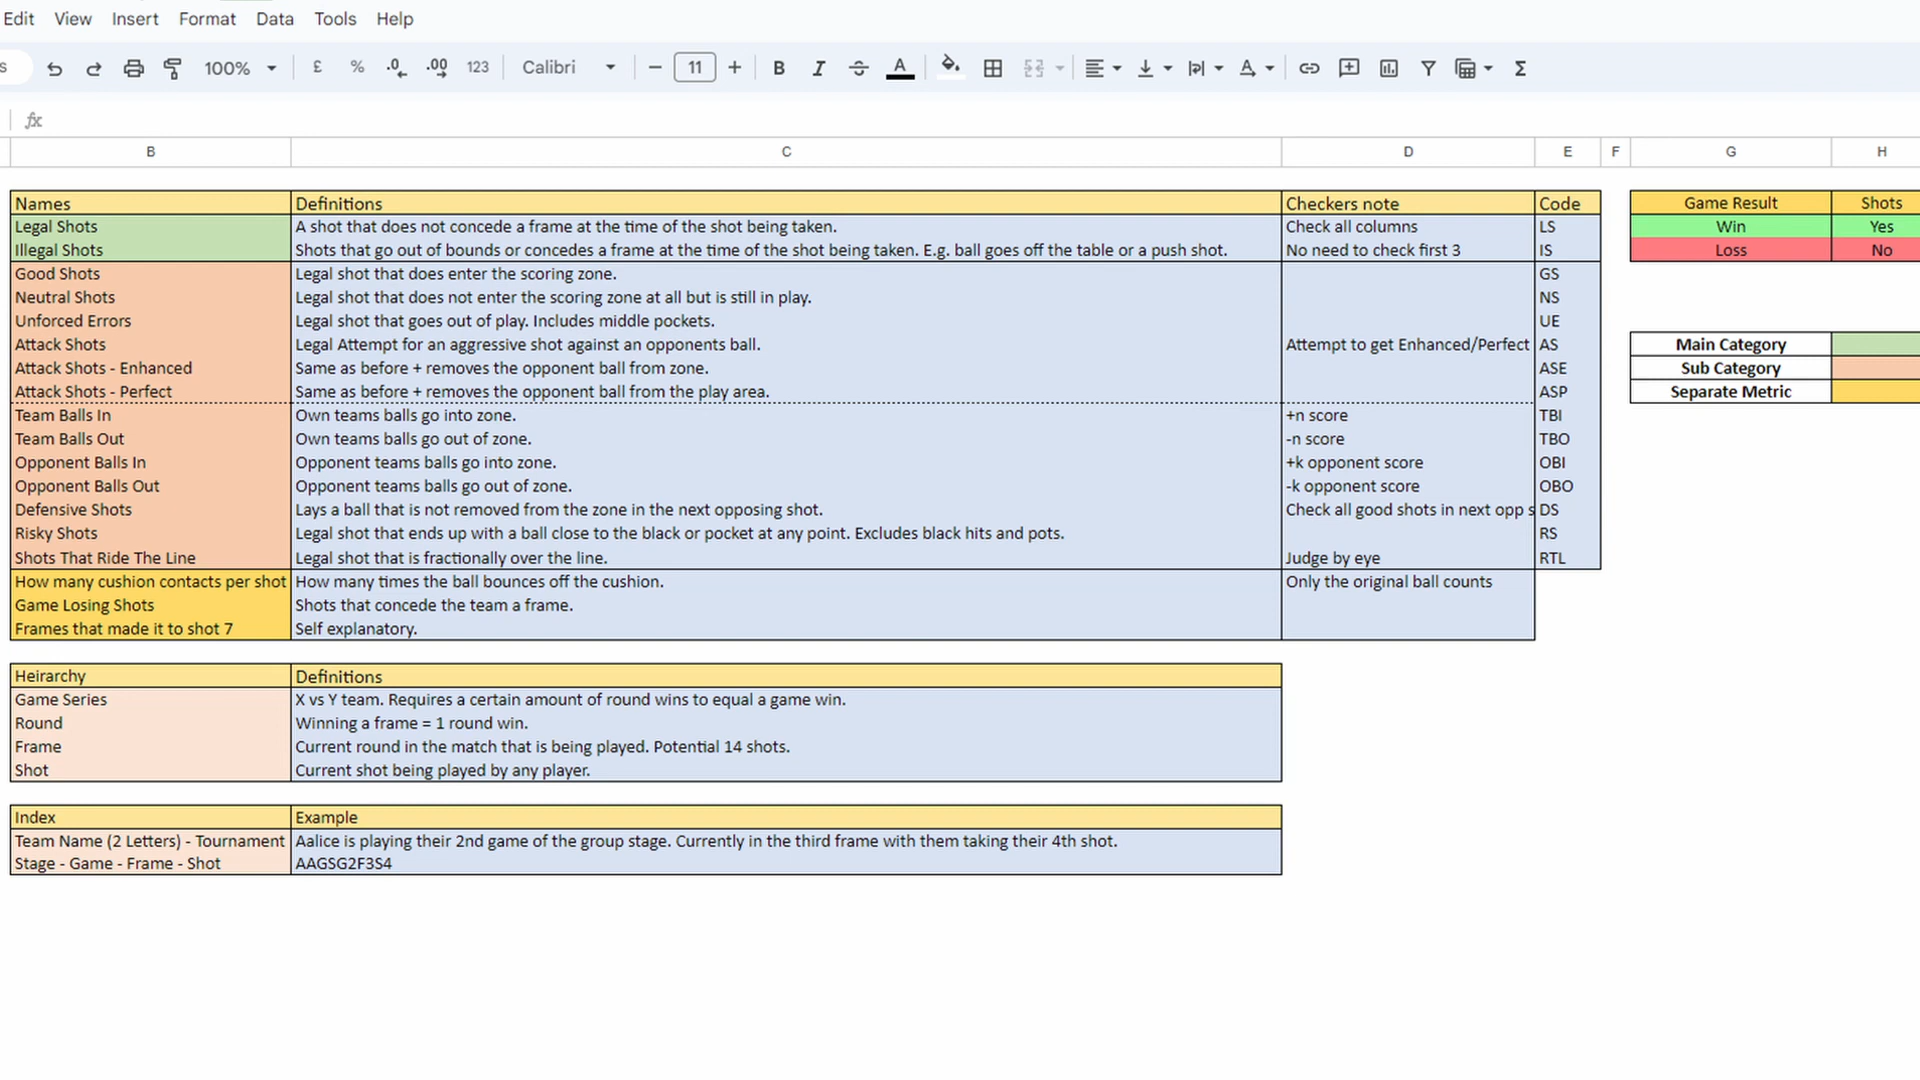 Edit View Insert Format Data Tools Help
s 100% £ % .0 .00 123 Calibri 11 B I S A Σ
fx
B C D E F G H
Names Definitions Checkers note Code Game Result Shots
Legal Shots A shot that does not concede a frame at the time of the shot being taken. Check all columns LS Win Yes
Illegal Shots Shots that go out of bounds or concedes a frame at the time of the shot being taken. E.g. ball goes off the table or a push shot. No need to check first 3 IS Loss No
Good Shots Legal shot that does enter the scoring zone. GS
Neutral Shots Legal shot that does not enter the scoring zone at all but is still in play. NS
Unforced Errors Legal shot that goes out of play. Includes middle pockets. UE
Attack Shots Legal Attempt for an aggressive shot against an opponents ball. Attempt to get Enhanced/Perfect AS Main Category
Attack Shots - Enhanced Same as before + removes the opponent ball from zone. ASE Sub Category
Attack Shots - Perfect Same as before + removes the opponent ball from the play area. ASP Separate Metric
Team Balls In Own teams balls go into zone. +n score TBI
Team Balls Out Own teams balls go out of zone. -n score TBO
Opponent Balls In Opponent teams balls go into zone. +k opponent score OBI
Opponent Balls Out Opponent teams balls go out of zone. -k opponent score OBO
Defensive Shots Lays a ball that is not removed from the zone in the next opposing shot. Check all good shots in next opp s DS
Risky Shots Legal shot that ends up with a ball close to the black or pocket at any point. Excludes black hits and pots. RS
Shots That Ride The Line Legal shot that is fractionally over the line. Judge by eye RTL
How many cushion contacts per shot How many times the ball bounces off the cushion. Only the original ball counts
Game Losing Shots Shots that concede the team a frame.
Frames that made it to shot 7 Self explanatory.
Heirarchy Definitions
Game Series X vs Y team. Requires a certain amount of round wins to equal a game win.
Round Winning a frame = 1 round win.
Frame Current round in the match that is being played. Potential 14 shots.
Shot Current shot being played by any player.
Index Example
Team Name (2 Letters) - Tournament Aalice is playing their 2nd game of the group stage. Currently in the third frame with them taking their 4th shot.
Stage - Game - Frame - Shot AAGSG2F3S4